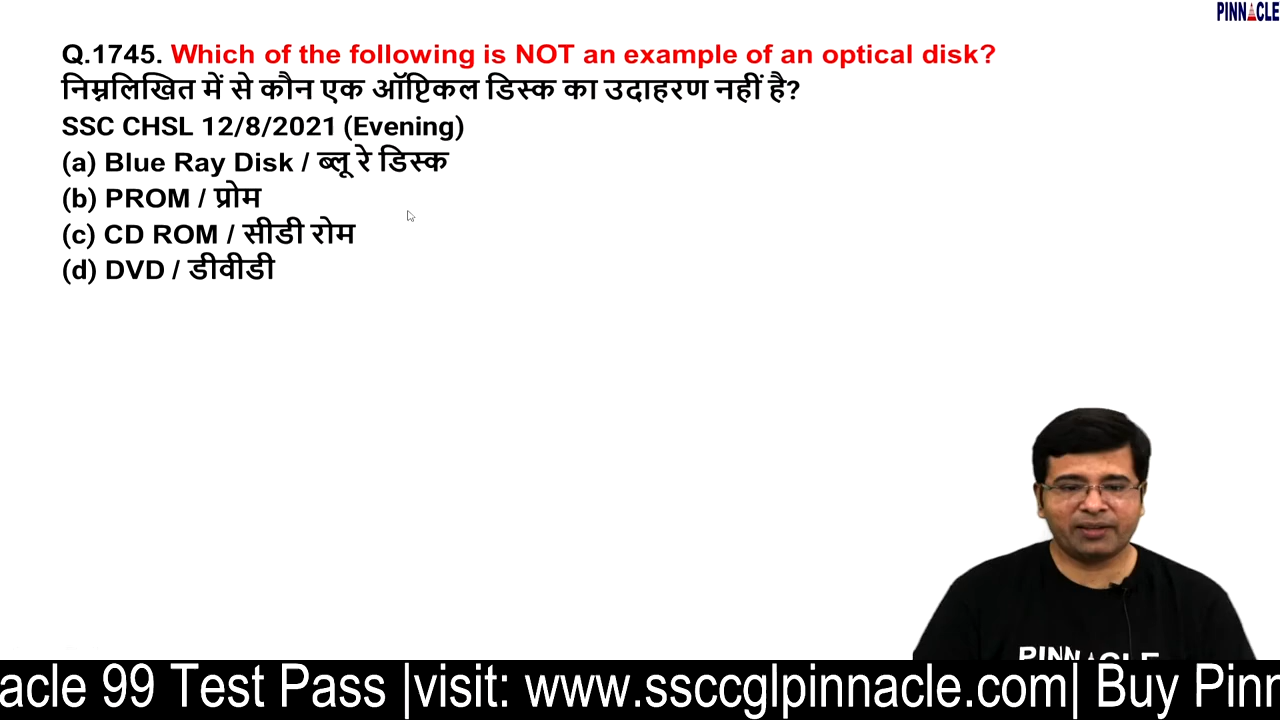 PINNACLE
Q.1745. Which of the following is NOT an example of an optical disk?
निम्नलिखित में से कौन एक ऑप्टिकल डिस्क का उदाहरण नहीं है?
SSC CHSL 12/8/2021 (Evening)
(a) Blue Ray Disk / ब्लू रे डिस्क
(b) PROM / प्रोम
(c) CD ROM / सीडी रोम
(d) DVD / डीवीडी
PINNACLE
acle 99 Test Pass |visit: www.ssccglpinnacle.com| Buy Pinn